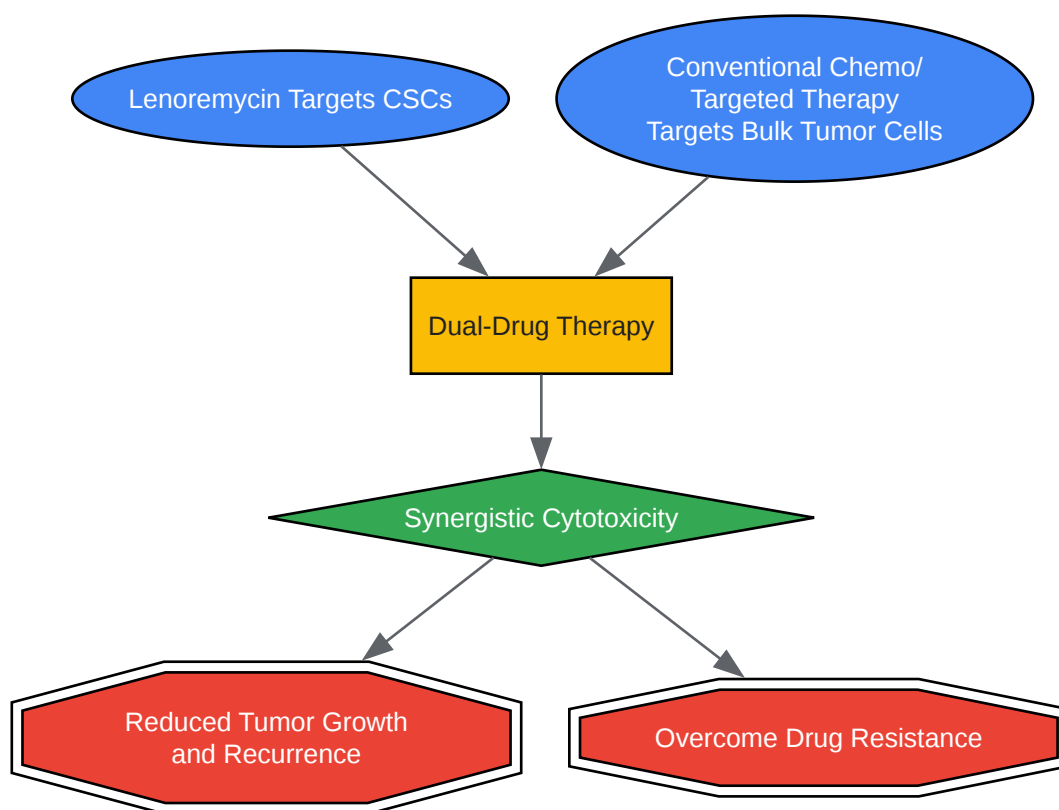 Lenoremycin Targets CSCs
Conventional Chemo/
Targeted Therapy
Targets Bulk Tumor Cells
Dual-Drug Therapy
Synergistic Cytotoxicity
Reduced Tumor Growth
and Recurrence
Overcome Drug Resistance